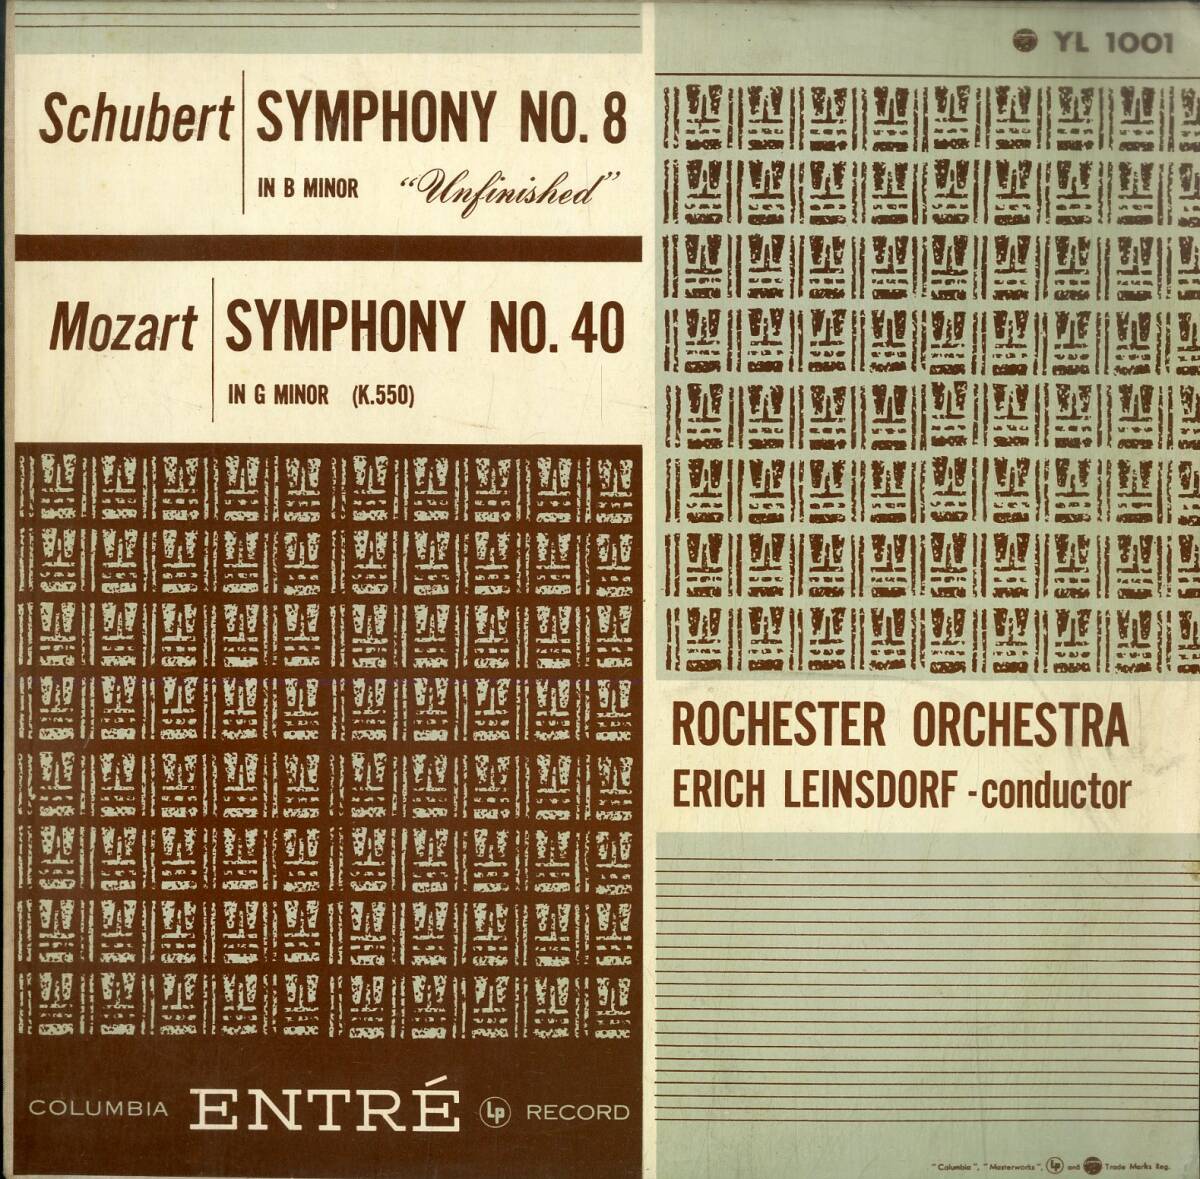 YL 1001
Schubert SYMPHONY NO. 8
IN B MINOR "Unfinished"
Mozart SYMPHONY NO. 40
IN G MINOR (K.550)
ROCHESTER ORCHESTRA
ERICH LEINSDORF - conductor
COLUMBIA ENTRÉ Lp RECORD
"Columbia", "Masterworks", Lp and Trade Marks Reg.